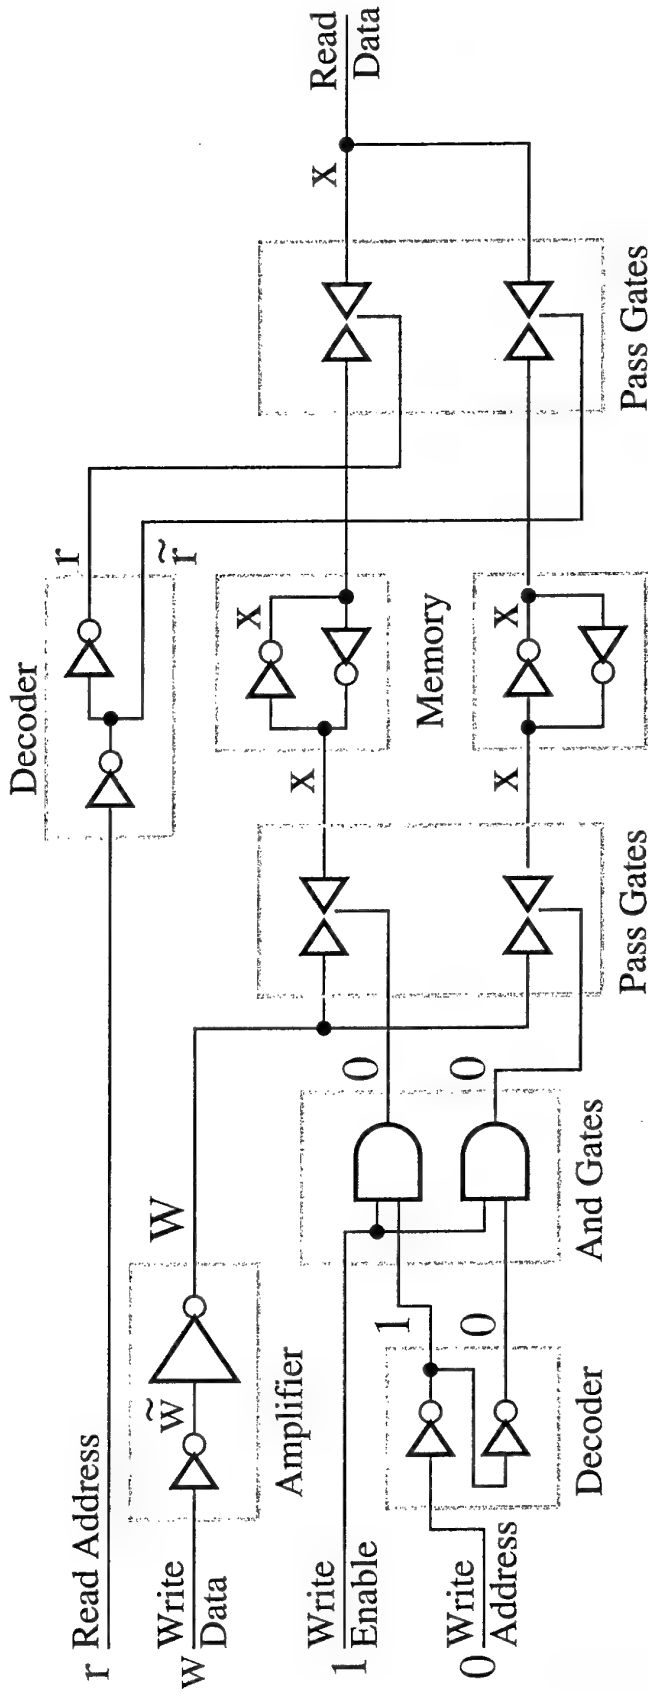 Decoder
r
r Read Address
r̃
w̃
W
w
Write
Data
Amplifier
x
x
x
Read
Data
Write
1
Enable
0
1
Memory
0
0
Write
0
Address
x
x
Decoder
And Gates
Pass Gates
Pass Gates